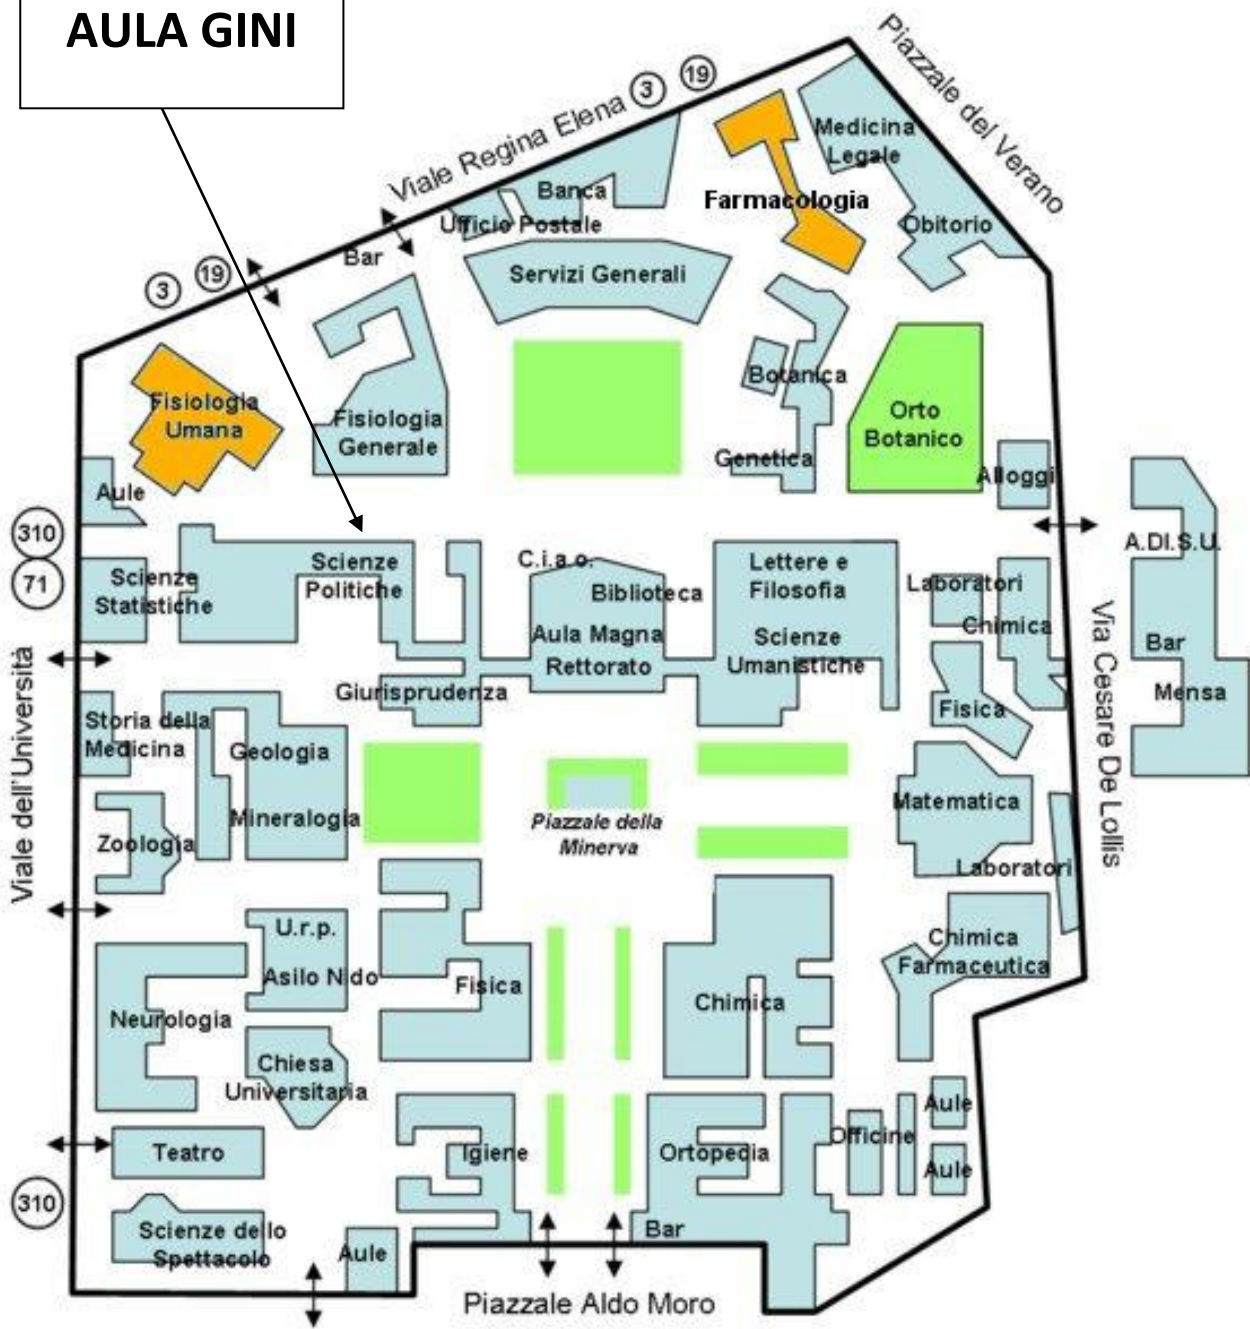 AULA GINI
Piazzale del Verano
3
19
Viale Regina Elena
Medicina
Legale
Banca
Farmacologia
Ufficio Postale
Obitorio
Bar
3
19
Servizi Generali
Botanica
Fisiologia
Umana
Fisiologia
Generale
Orto
Botanico
Genetica
Alloggi
Aule
310
71
Scienze
Statistiche
Scienze
Politiche
C.i.a.o.
Biblioteca
Lettere e
Filosofia
Laboratori
Chimica
A.DI.S.U.
Aula Magna
Rettorato
Scienze
Umanistiche
Bar
Mensa
Via Cesare De Lollis
Viale dell'Università
Giurisprudenza
Fisica
Storia della
Medicina
Geologia
Mineralogia
Matematica
Piazzale della
Minerva
Zoologia
Laboratori
U.r.p.
Asilo Nido
Fisica
Chimica
Chimica
Farmaceutica
Neurologia
Chiesa
Universitaria
Aule
Officine
Aule
Teatro
Igiene
Ortopedia
310
Scienze dello
Spettacolo
Aule
Bar
Piazzale Aldo Moro